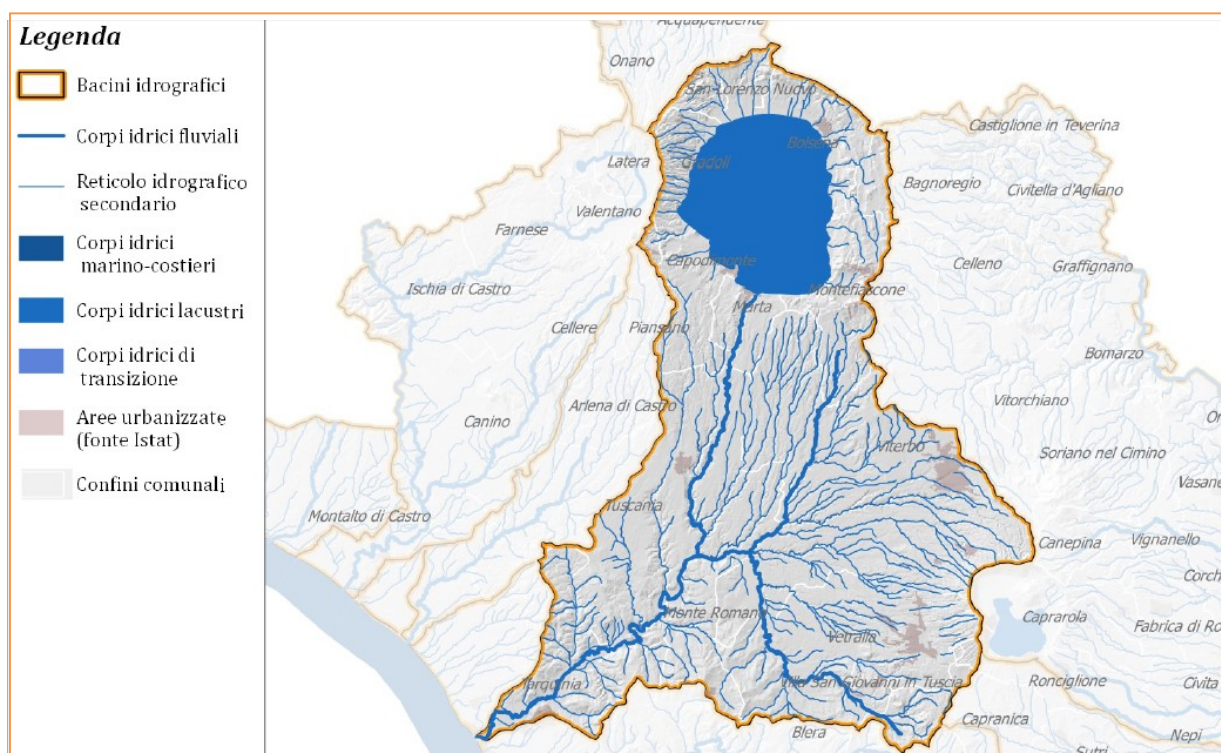 Legenda
Bacini idrografici
Corpi idrici fluviali
Reticolo idrografico
secondario
Corpi idrici
marino-costieri
Corpi idrici lacustri
Corpi idrici di
transizione
Aree urbanizzate
(fonte Istat)
Confini comunali
Acquapendente
Onano
San Lorenzo Nuovo
Castiglione in Teverina
Bolsena
Latera
Gradoli
Bagnoregio
Civitella d'Agliano
Valentano
Farnese
Capodimonte
Celleno
Graffignano
Ischia di Castro
Montefiascone
Marta
Cellere
Piansano
Bomarzo
Arlena di Castro
Vitorchiano
Canino
Viterbo
Soriano nel Cimino
Vasane
Tuscania
Montalto di Castro
Canepina
Vignanello
Corch
Monte Romano
Caprarola
Fabrica di Ro
Vetralla
Tarquinia
Villa San Giovanni in Tuscia
Ronciglione
Civita
Capranica
Blera
Nepi
Sutri